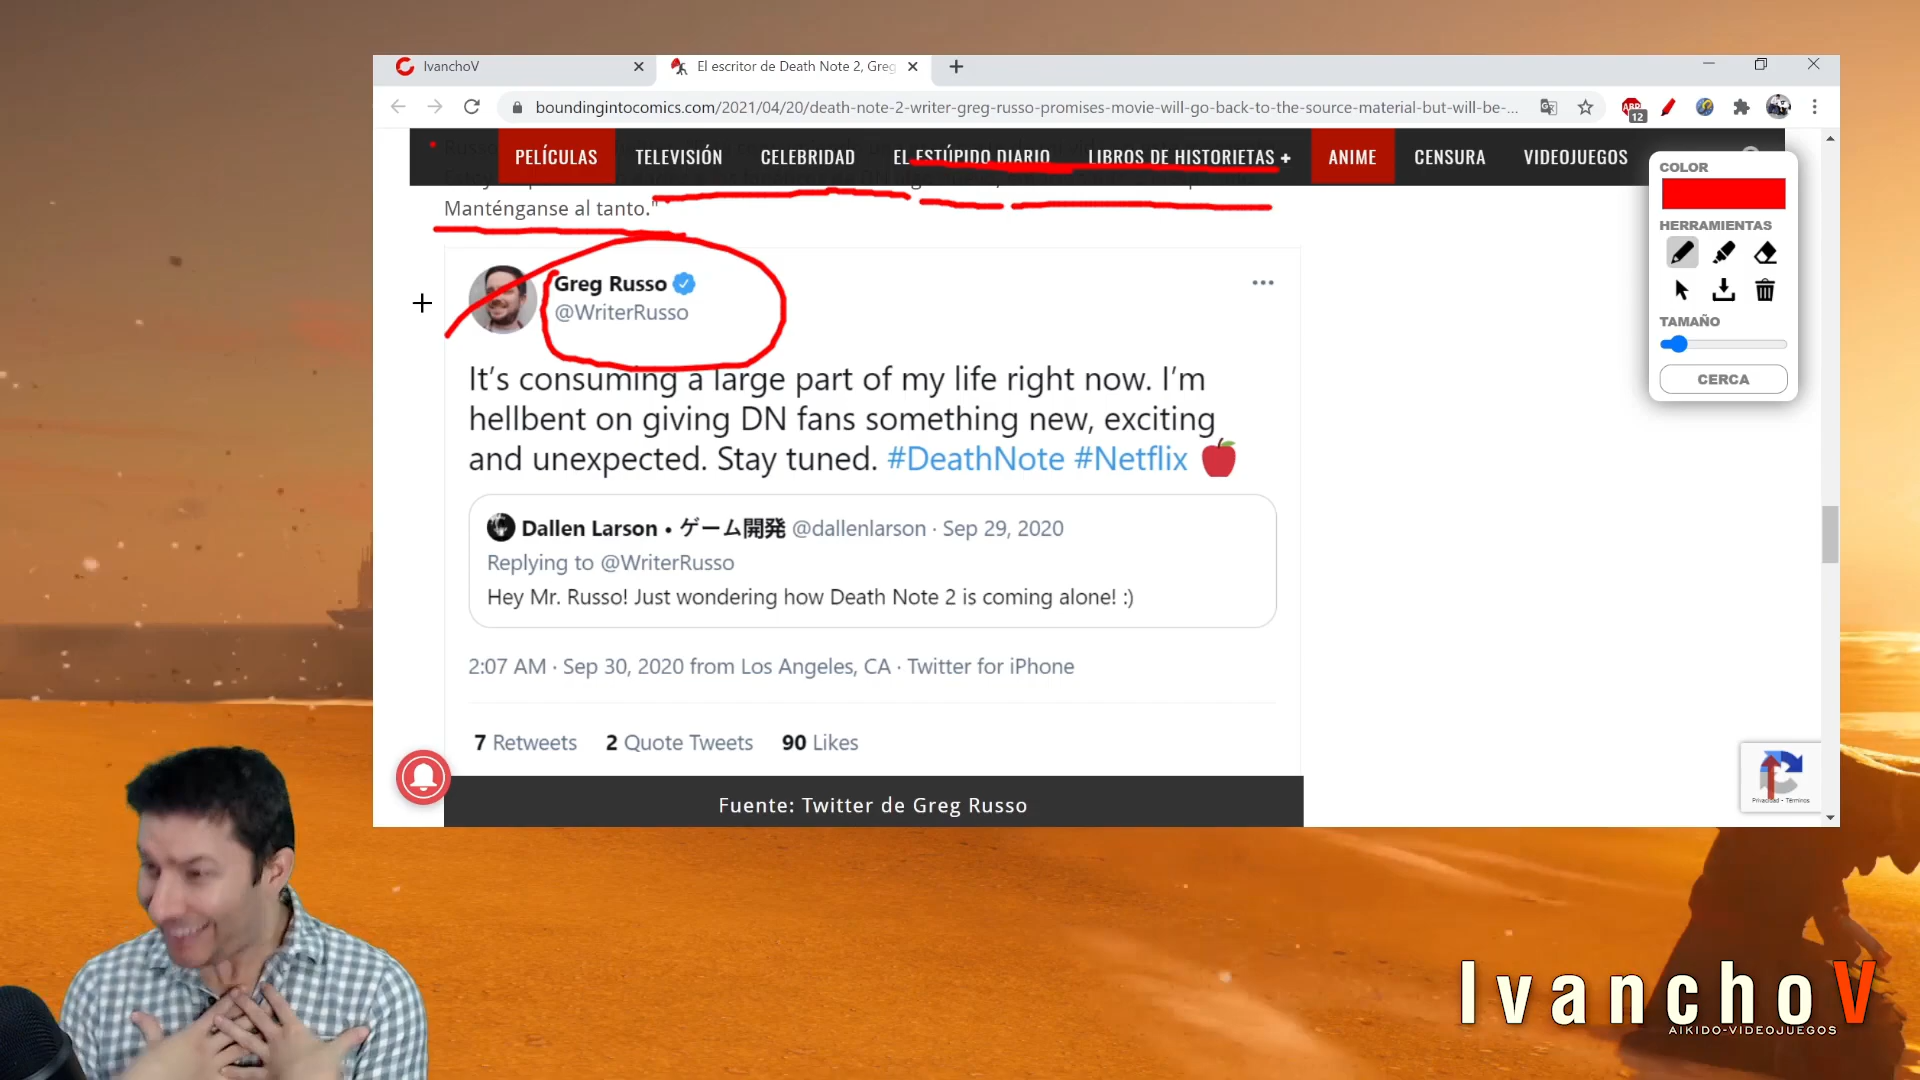 IvanchoV
El escritor de Death Note 2, Greg
boundingintocomics.com/2021/04/20/death-note-2-writer-greg-russo-promises-movie-will-go-back-to-the-source-material-but-will-be-...
ABP
12
PELÍCULAS TELEVISIÓN CELEBRIDAD EL ESTÚPIDO DIARIO LIBROS DE HISTORIETAS + ANIME CENSURA VIDEOJUEGOS
Manténganse al tanto."
COLOR
HERRAMIENTAS
TAMAÑO
CERCA
Greg Russo
@WriterRusso
It's consuming a large part of my life right now. I'm
hellbent on giving DN fans something new, exciting
and unexpected. Stay tuned. #DeathNote #Netflix 🍎
Dallen Larson • ゲーム開発 @dallenlarson · Sep 29, 2020
Replying to @WriterRusso
Hey Mr. Russo! Just wondering how Death Note 2 is coming alone! :)
2:07 AM · Sep 30, 2020 from Los Angeles, CA · Twitter for iPhone
7 Retweets 2 Quote Tweets 90 Likes
Fuente: Twitter de Greg Russo
Privacidad • Términos
IvanchoV
AIKIDO-VIDEOJUEGOS